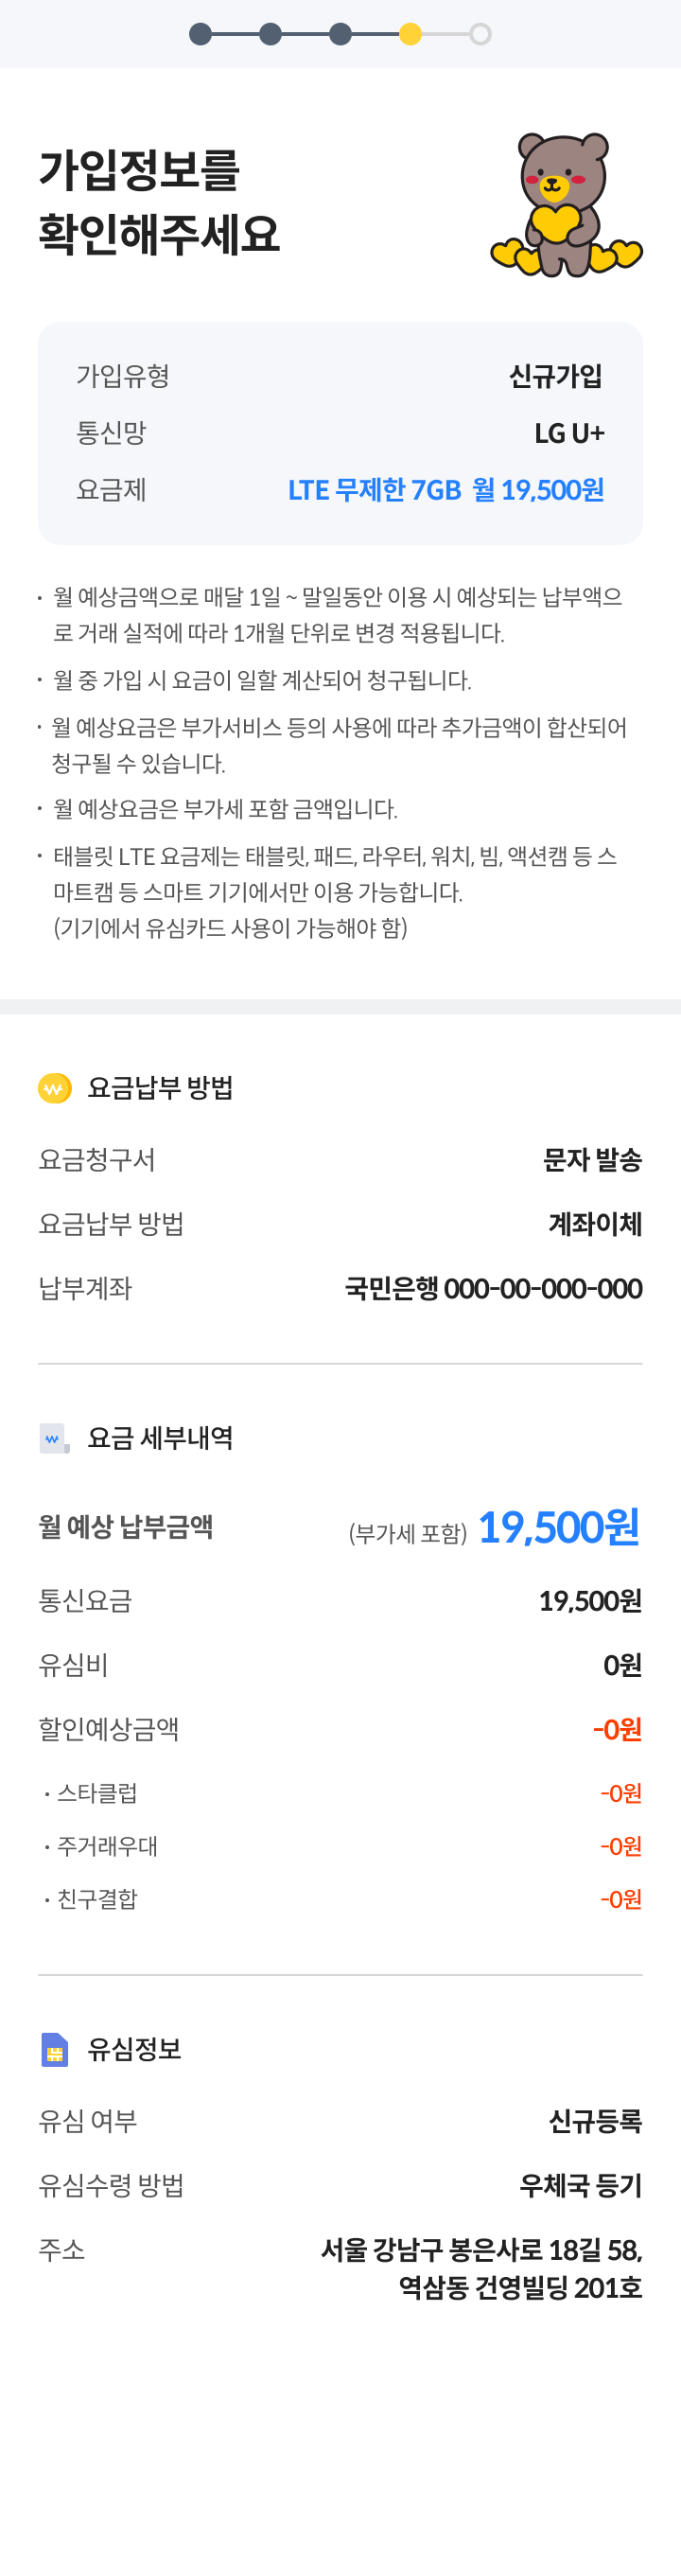 가입정보를
확인해주세요
가입유형 신규가입
통신망 LG U+
요금제 LTE 무제한 7GB 월 19,500원
· 월 예상금액으로 매달 1일 ~ 말일동안 이용 시 예상되는 납부액으
로 거래 실적에 따라 1개월 단위로 변경 적용됩니다.
· 월 중 가입 시 요금이 일할 계산되어 청구됩니다.
· 월 예상요금은 부가서비스 등의 사용에 따라 추가금액이 합산되어
청구될 수 있습니다.
· 월 예상요금은 부가세 포함 금액입니다.
· 태블릿 LTE 요금제는 태블릿, 패드, 라우터, 워치, 빔, 액션캠 등 스
마트캠 등 스마트 기기에서만 이용 가능합니다.
(기기에서 유심카드 사용이 가능해야 함)
요금납부 방법
요금청구서 문자 발송
요금납부 방법 계좌이체
납부계좌 국민은행 000-00-000-000
요금 세부내역
월 예상 납부금액 (부가세 포함) 19,500원
통신요금 19,500원
유심비 0원
할인예상금액 -0원
· 스타클럽 -0원
· 주거래우대 -0원
· 친구결합 -0원
유심정보
유심 여부 신규등록
유심수령 방법 우체국 등기
주소 서울 강남구 봉은사로 18길 58,
역삼동 건영빌딩 201호